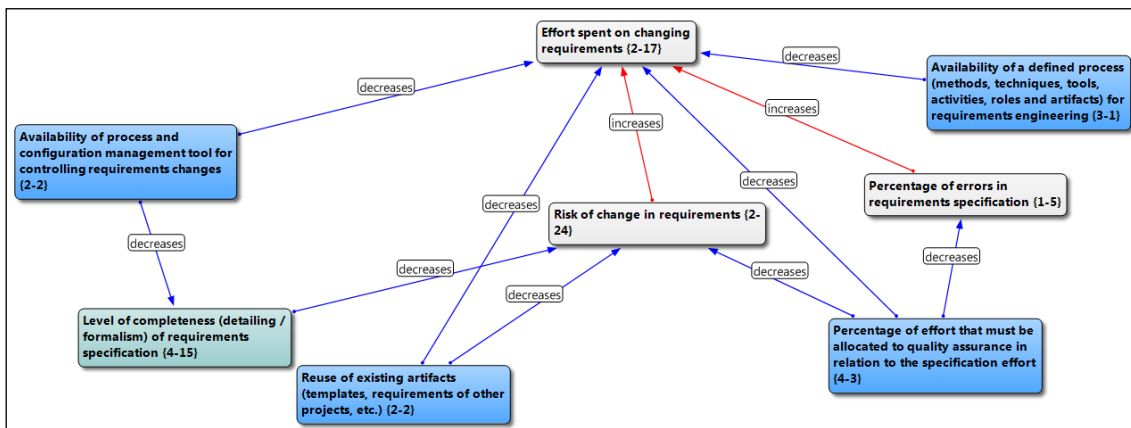 Effort spent on changing
requirements {2-17}
decreases
Availability of a defined process
(methods, techniques, tools,
activities, roles and artifacts) for
requirements engineering {3-1}
decreases
increases
increases
Availability of process and
configuration management tool for
controlling requirements changes
{2-2}
decreases
Percentage of errors in
requirements specification {1-5}
decreases
Risk of change in requirements {2-
24}
decreases
decreases
decreases
decreases
decreases
Level of completeness (detailing /
formalism) of requirements
specification {4-15}
Reuse of existing artifacts
(templates, requirements of other
projects, etc.) {2-2}
Percentage of effort that must be
allocated to quality assurance in
relation to the specification effort
{4-3}
decreases